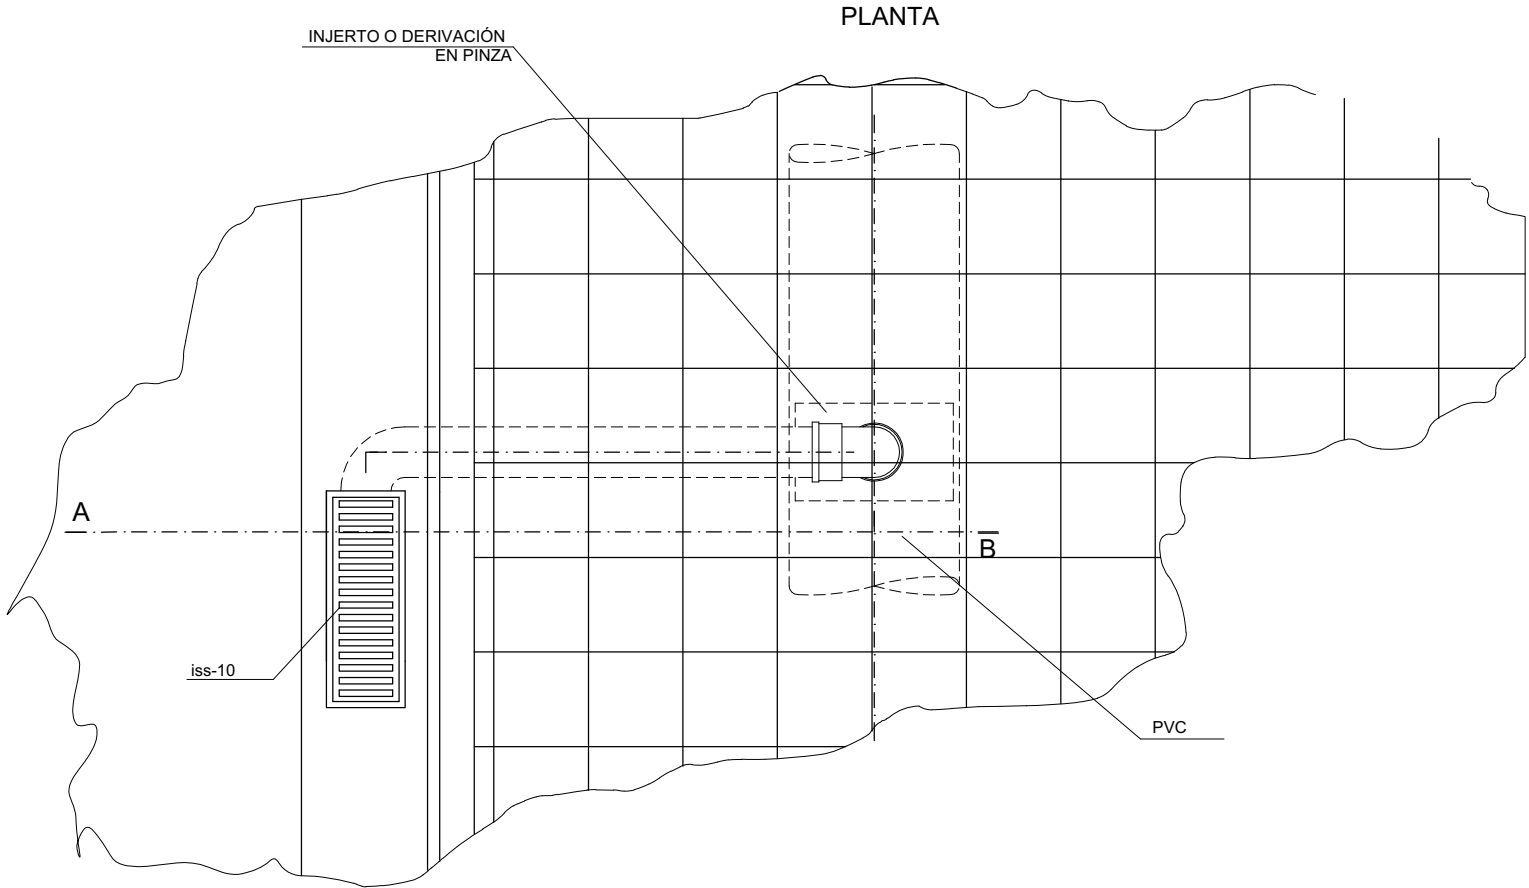 PLANTA
INJERTO O DERIVACIÓN
EN PINZA
A
B
iss-10
PVC